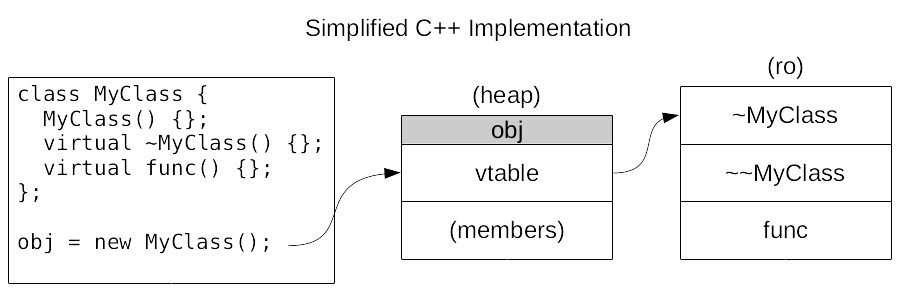 Simplified C++ Implementation
class MyClass {
  MyClass() {};
  virtual ~MyClass() {};
  virtual func() {};
};
obj = new MyClass();
(heap)
obj
vtable
(members)
(ro)
~MyClass
~~MyClass
func